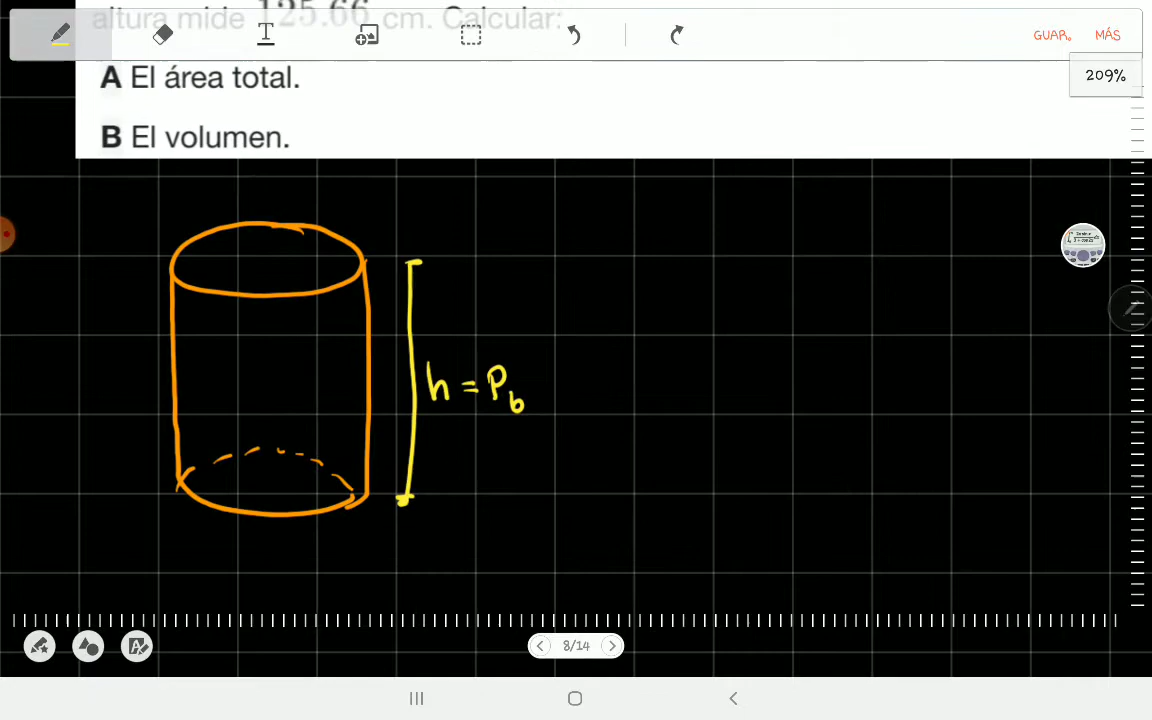 altura mide 125.66 cm. Calcular:
T
GUAR.
MÁS
209%
A El área total.
B El volumen.
h = P_b
8/14